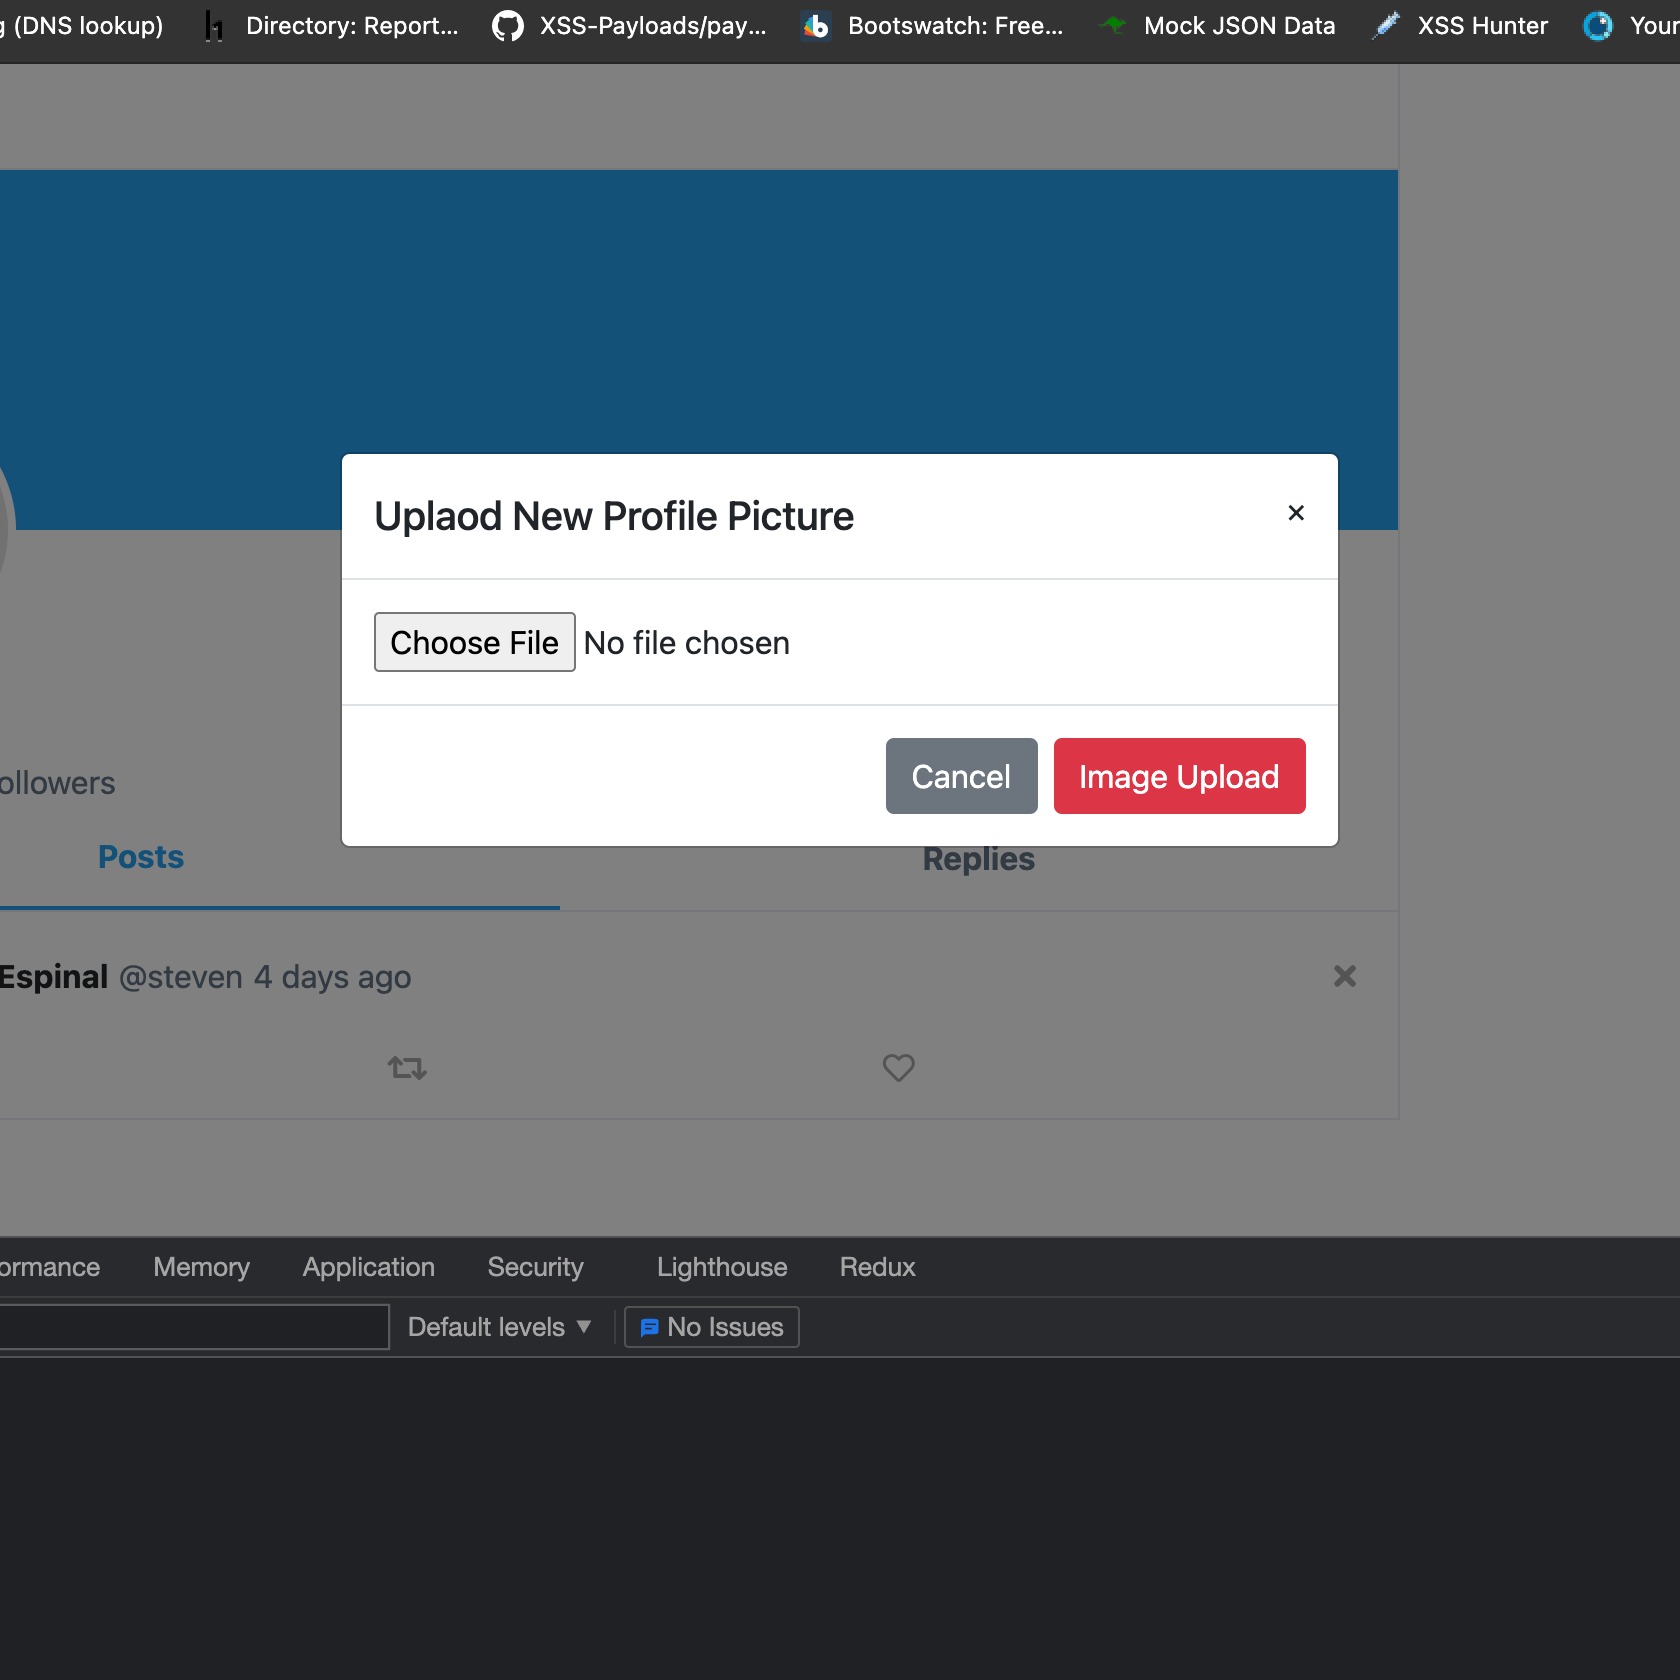 g (DNS lookup) Directory: Report... XSS-Payloads/pay... Bootswatch: Free... Mock JSON Data XSS Hunter Your
Uplaod New Profile Picture ×
Choose File No file chosen
Cancel Image Upload
ollowers
Posts Replies
Espinal @steven 4 days ago
ormance Memory Application Security Lighthouse Redux
Default levels ▼ No Issues